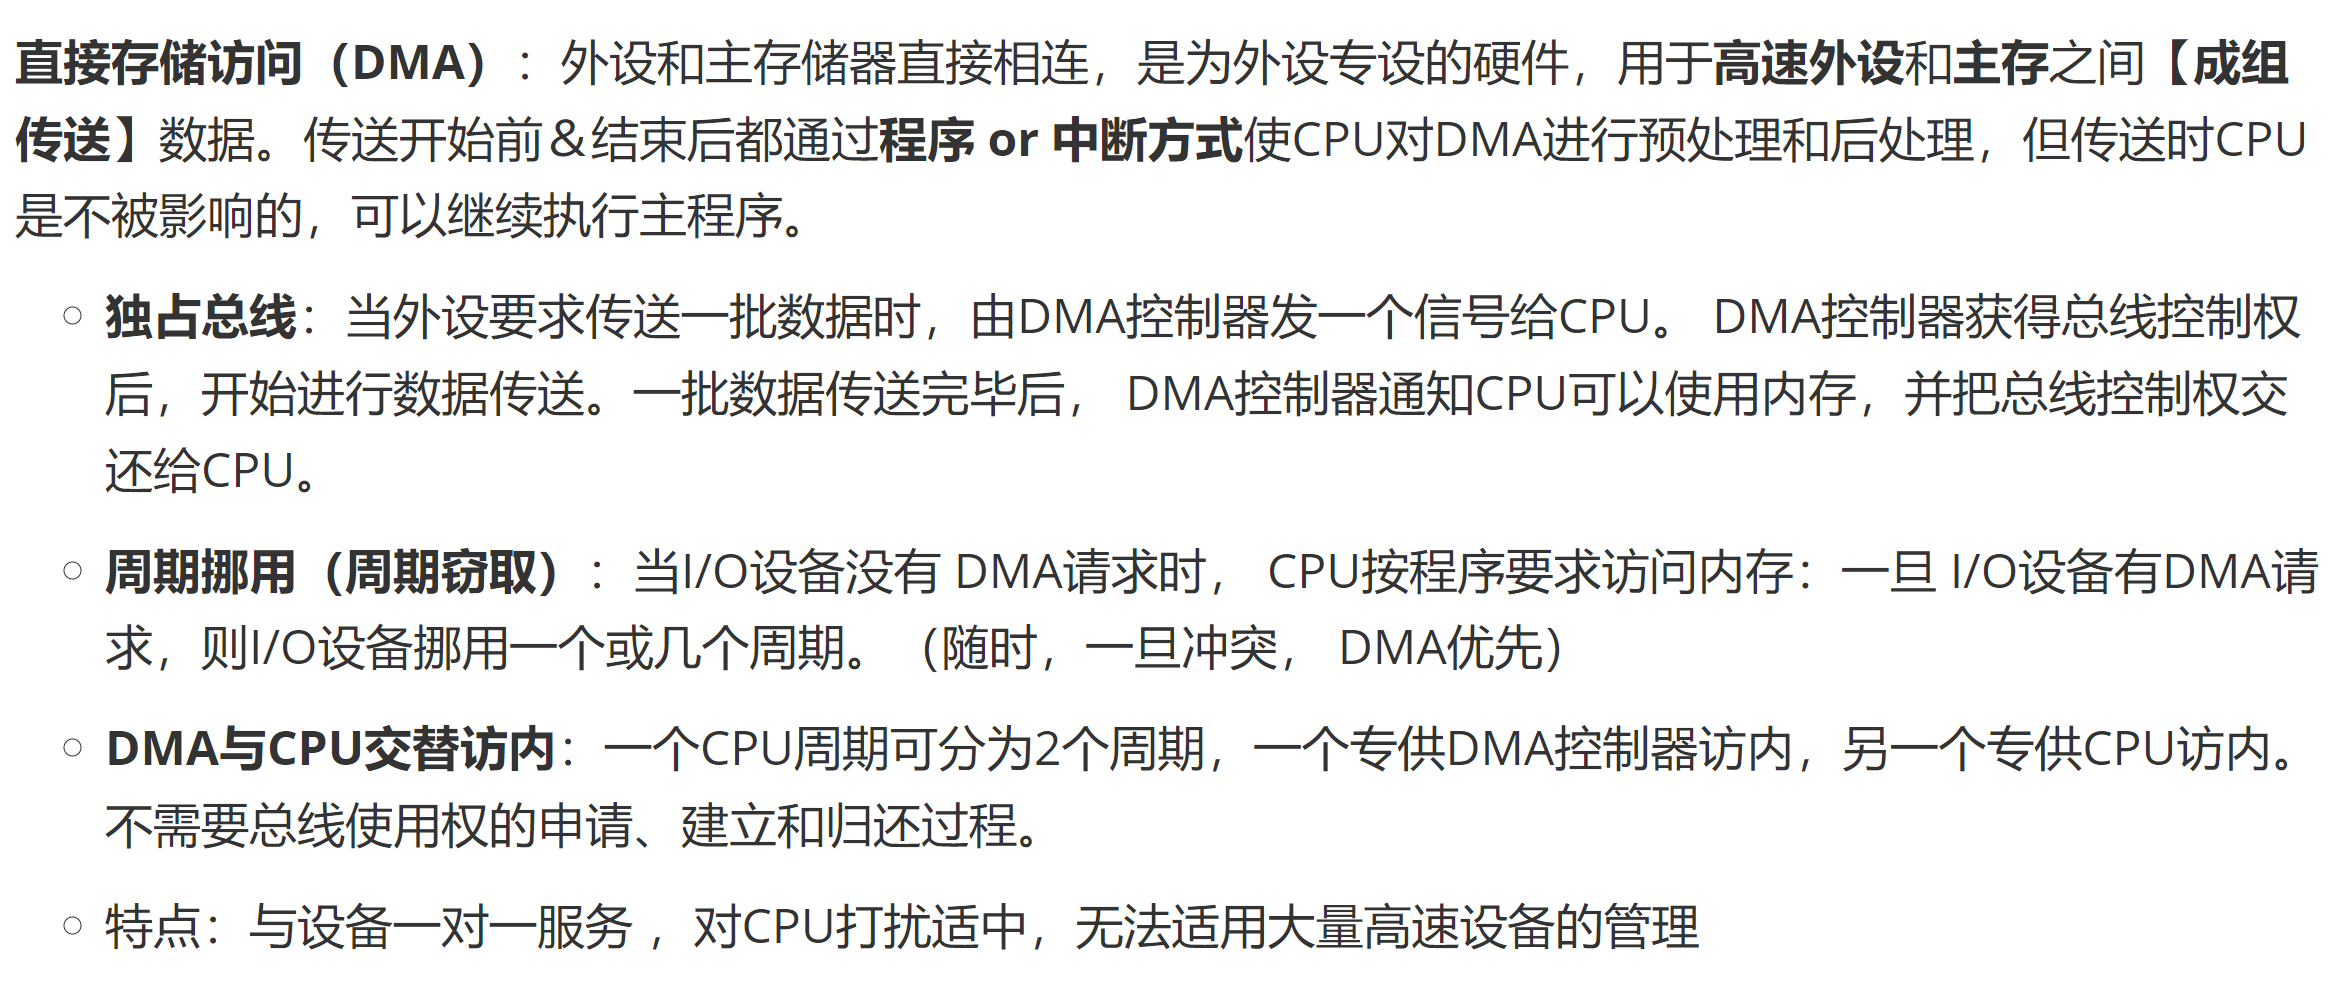 直接存储访问（DMA）：外设和主存储器直接相连，是为外设专设的硬件，用于高速外设和主存之间【成组
传送】数据。传送开始前＆结束后都通过程序 or 中断方式使CPU对DMA进行预处理和后处理，但传送时CPU
是不被影响的，可以继续执行主程序。
独占总线：当外设要求传送一批数据时，由DMA控制器发一个信号给CPU。 DMA控制器获得总线控制权
后，开始进行数据传送。一批数据传送完毕后， DMA控制器通知CPU可以使用内存，并把总线控制权交
还给CPU。
周期挪用（周期窃取）：当I/O设备没有 DMA请求时， CPU按程序要求访问内存：一旦 I/O设备有DMA请
求，则I/O设备挪用一个或几个周期。（随时，一旦冲突， DMA优先）
DMA与CPU交替访内：一个CPU周期可分为2个周期，一个专供DMA控制器访内，另一个专供CPU访内。
不需要总线使用权的申请、建立和归还过程。
特点：与设备一对一服务 ，对CPU打扰适中，无法适用大量高速设备的管理